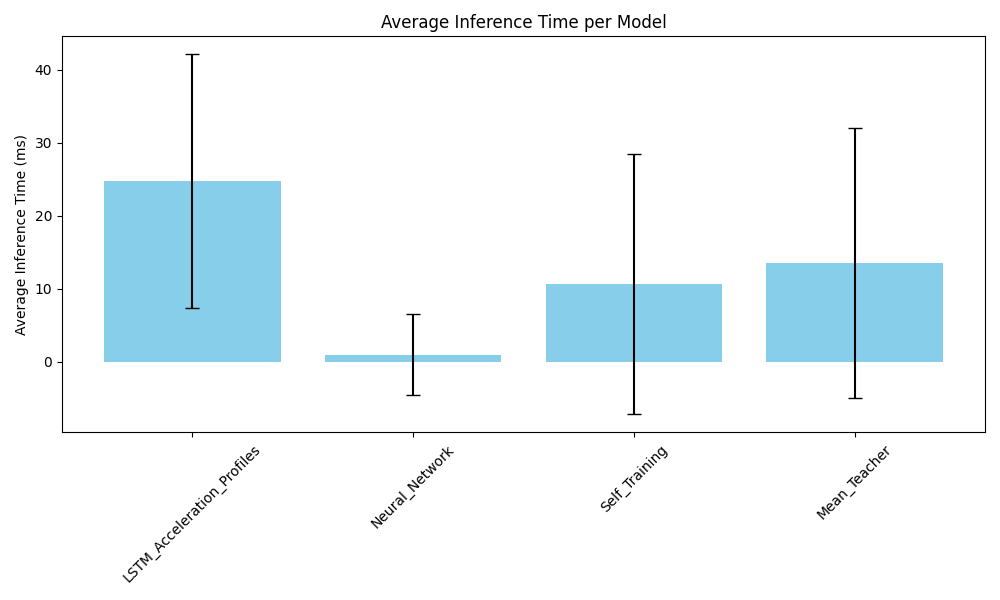 Average Inference Time per Model
Average Inference Time (ms)
40
30
20
10
0
LSTM_Acceleration_Profiles
Neural_Network
Self_Training
Mean_Teacher